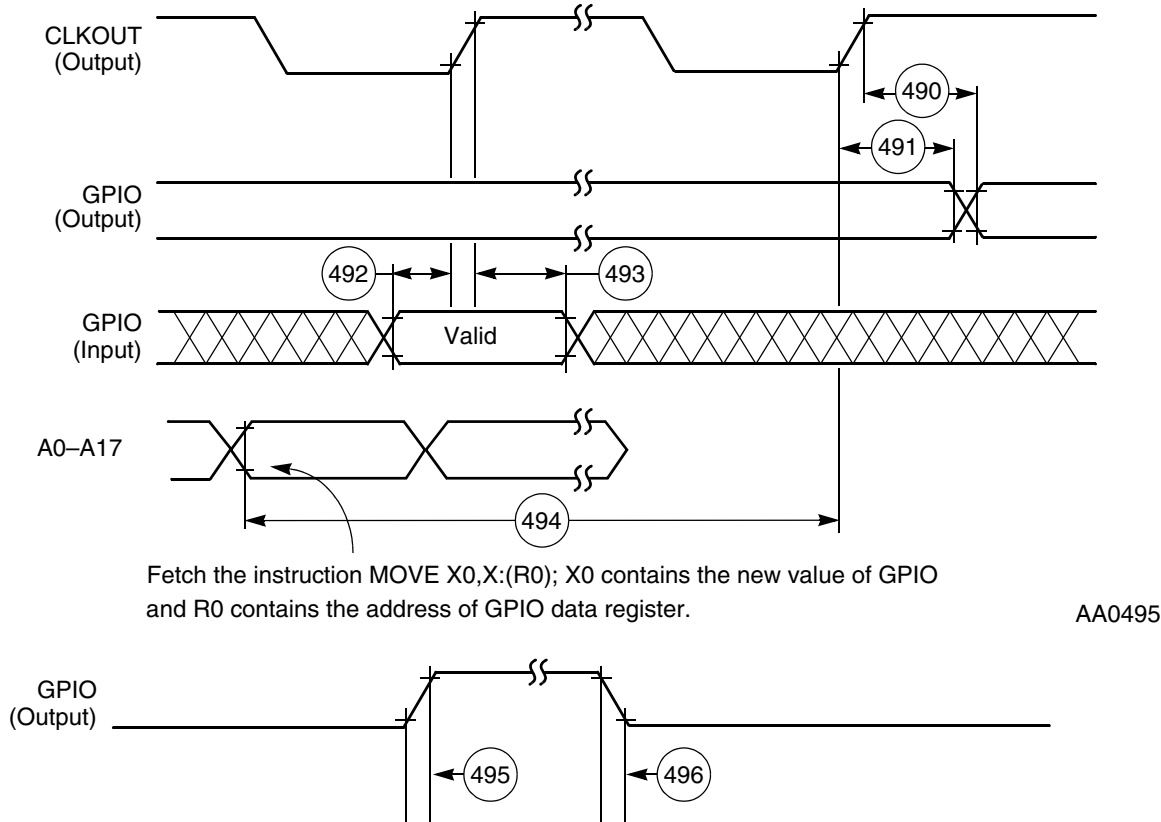 CLKOUT
(Output)
490
491
GPIO
(Output)
492
493
GPIO
(Input)
Valid
A0–A17
494
Fetch the instruction MOVE X0,X:(R0); X0 contains the new value of GPIO
and R0 contains the address of GPIO data register.
AA0495
GPIO
(Output)
495
496